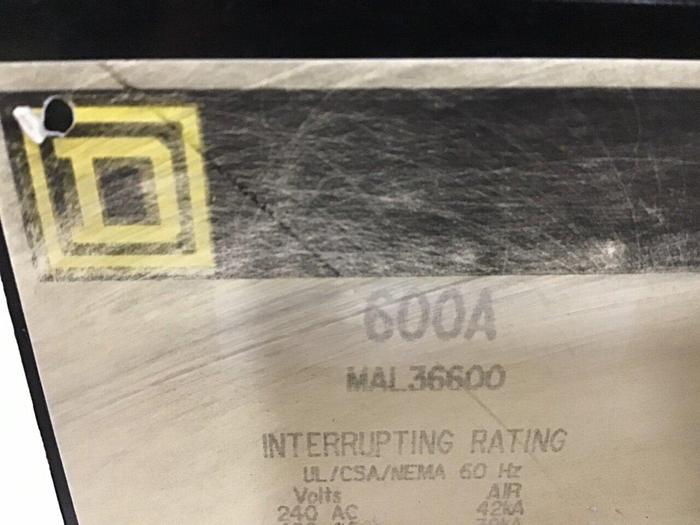 600A
MAL36600
INTERRUPTING RATING
UL/CSA/NEMA 60 Hz
Volts AIR
240 AC 42kA